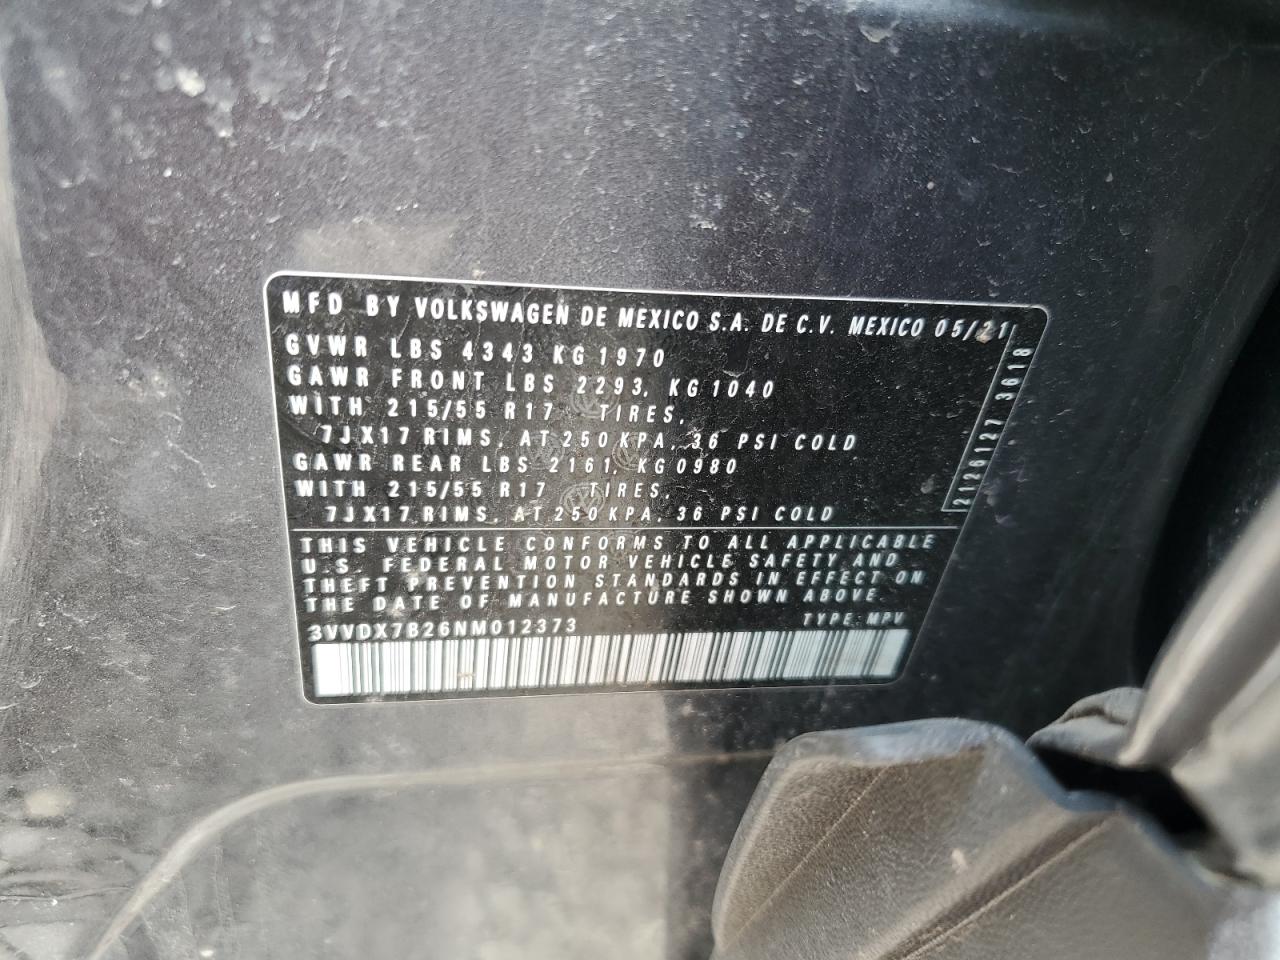 MFD BY VOLKSWAGEN DE MEXICO S.A. DE C.V. MEXICO 05/21
GVWR LBS 4343 KG 1970
GAWR FRONT LBS 2293, KG 1040
WITH 215/55 R17 TIRES,
7JX17 RIMS, AT 250 KPA, 36 PSI COLD
GAWR REAR LBS 2161, KG0980
WITH 215/55 R17 TIRES,
7JX17 RIMS, AT 250KPA, 36 PSI COLD
2126127 3618
THIS VEHICLE CONFORMS TO ALL APPLICABLE
U.S. FEDERAL MOTOR VEHICLE SAFETY AND
THEFT PREVENTION STANDARDS IN EFFECT ON
THE DATE OF MANUFACTURE SHOWN ABOVE.
3VVDX7B26NM012373 TYPE: MPV